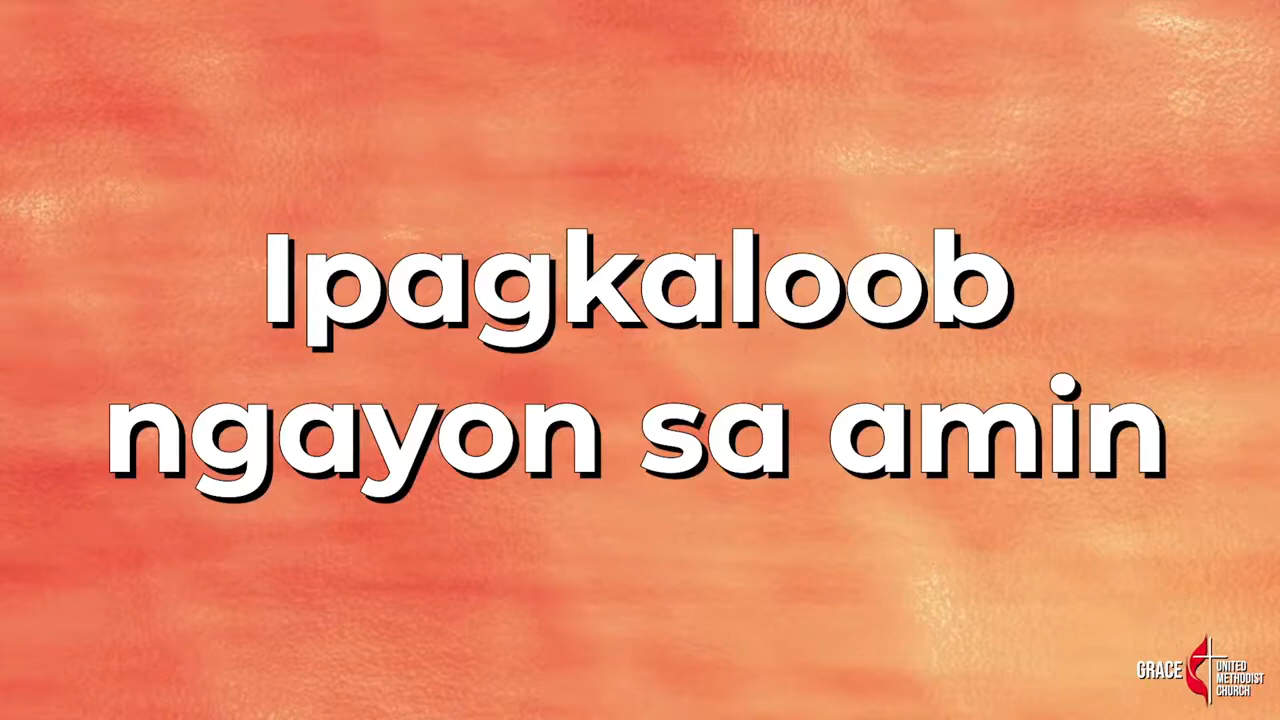 Ipagkaloob
ngayon sa amin
GRACE
UNITED
METHODIST
CHURCH